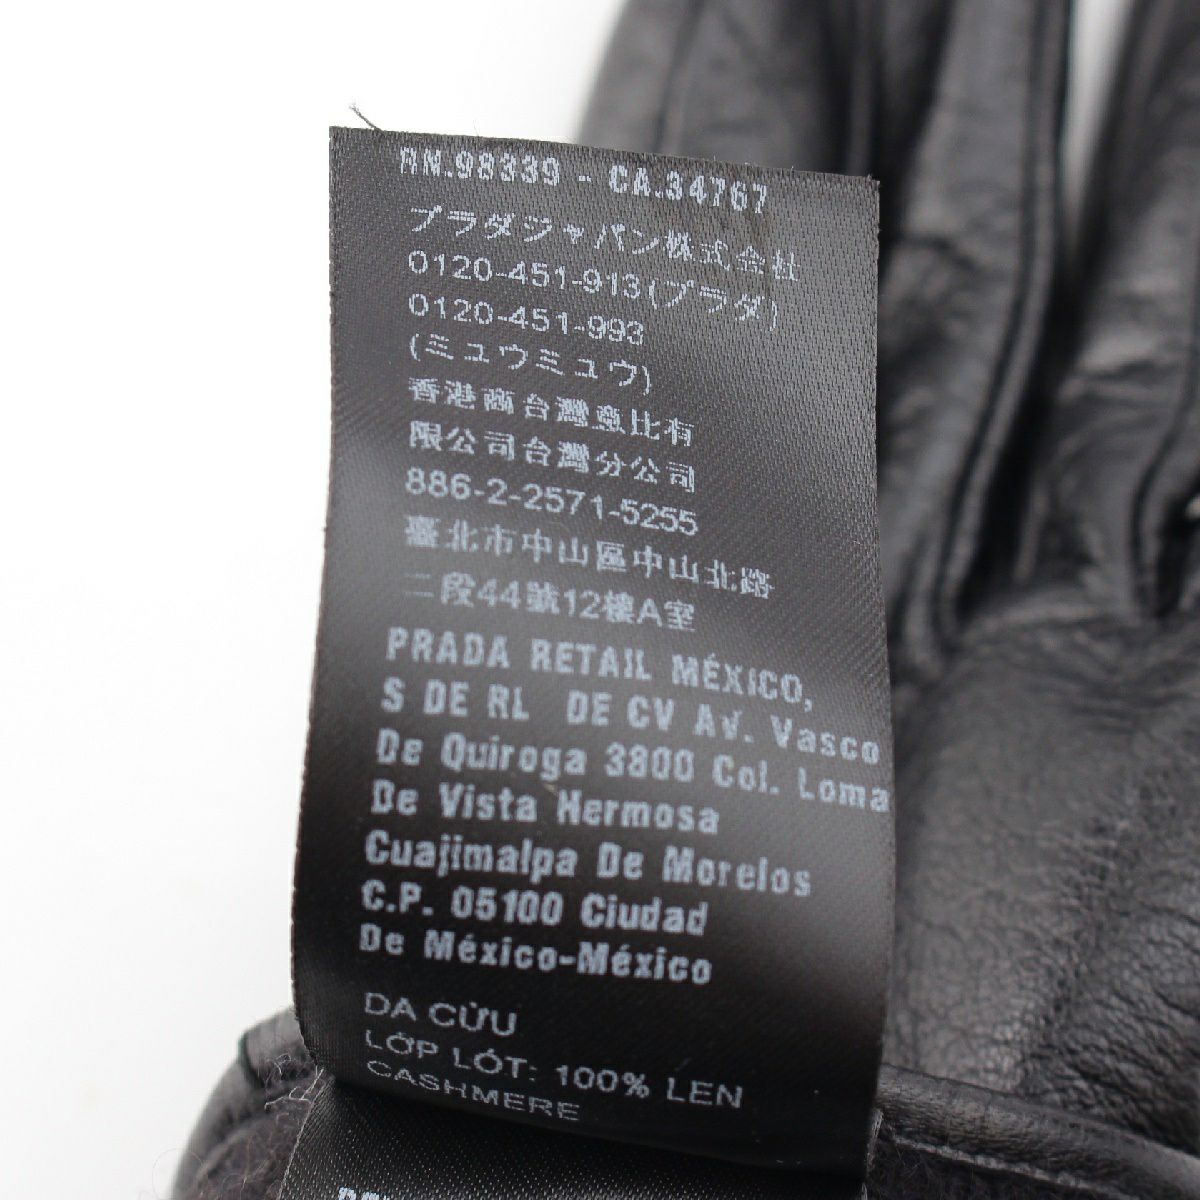 RN.98339 - CA.34767
プラダジャパン株式会社
0120-451-913(プラダ)
0120-451-993
(ミュウミュウ)
香港商台灣意比有
限公司台灣分公司
886-2-2571-5255
臺北市中山區中山北路
二段44號12樓A室
PRADA RETAIL MÉXICO,
S DE RL DE CV AV. Vasco
De Quiroga 3800 Col. Loma
De Vista Hermosa
Cuajimalpa De Morelos
C.P. 05100 Ciudad
De México-México
DA CỪU
LỚP LÓT: 100% LEN
CASHMERE